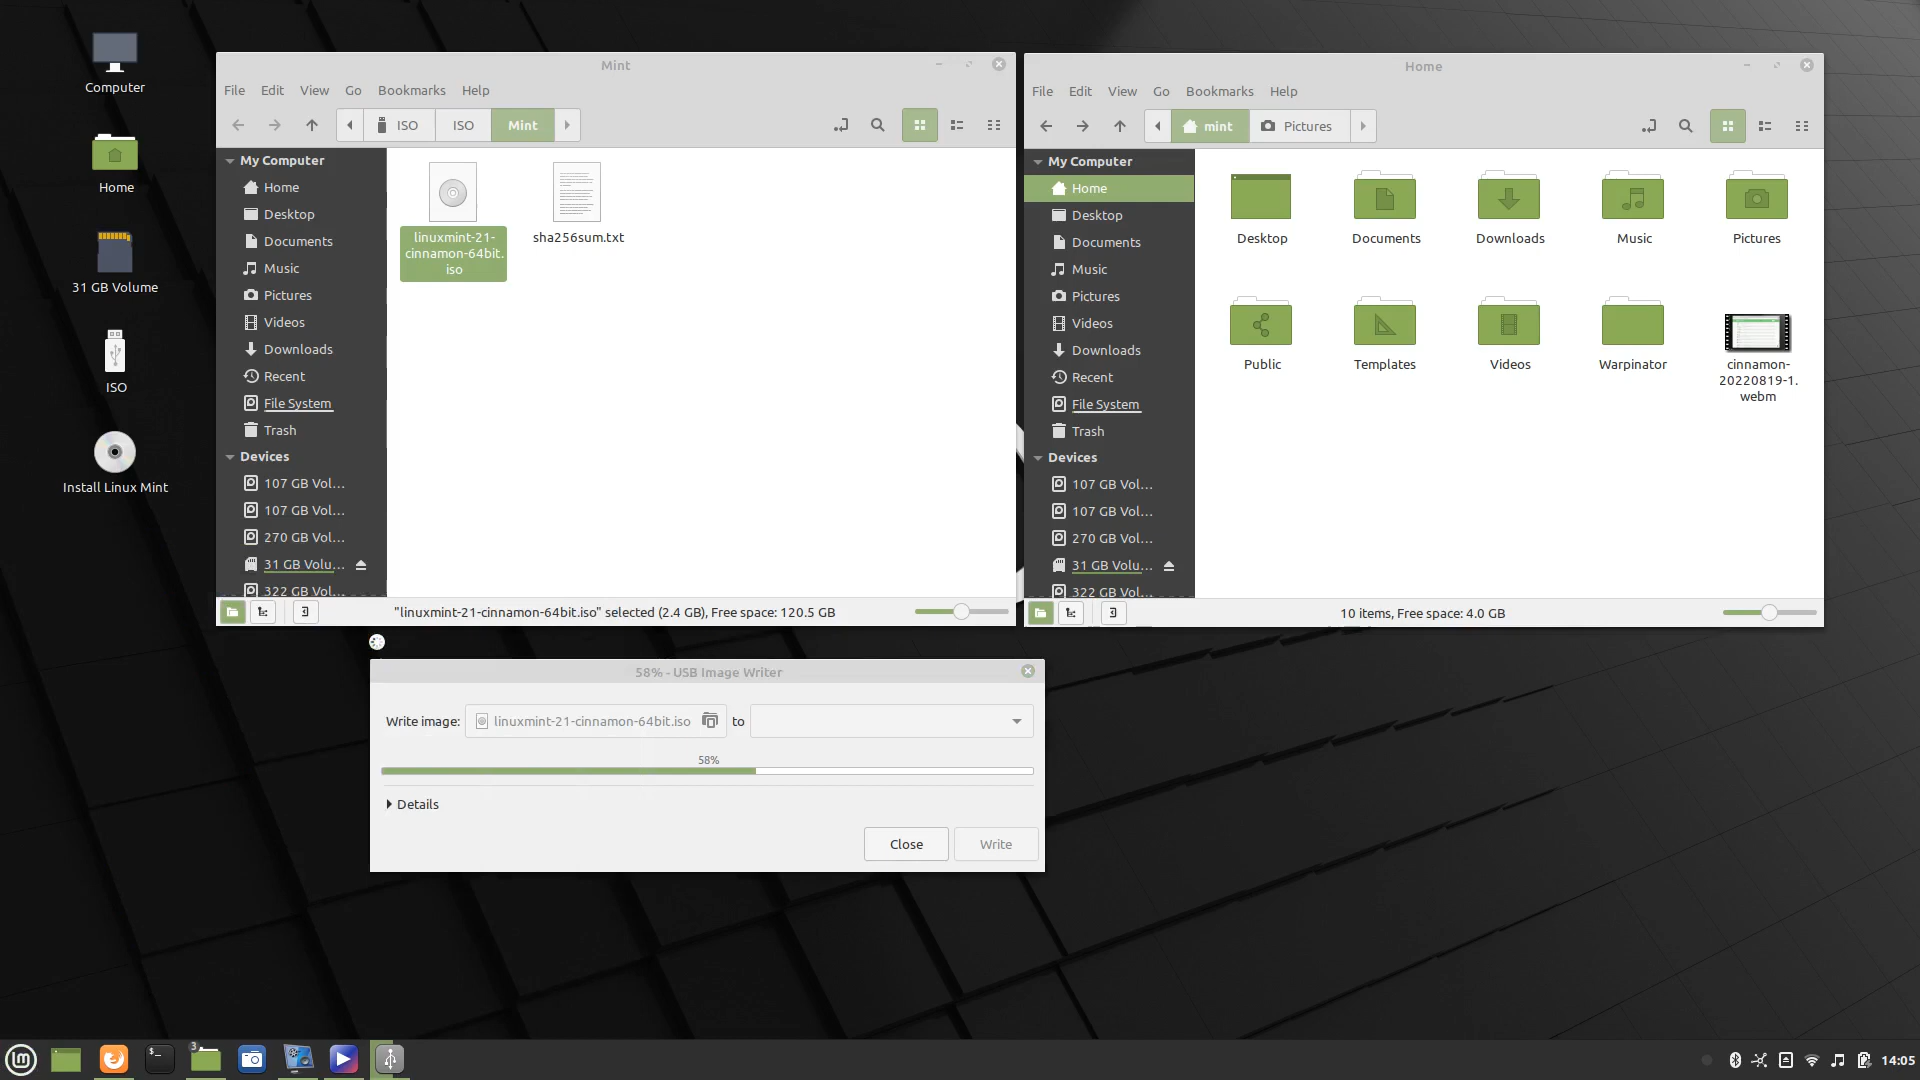 Computer
Home
31 GB Volume
ISO
Install Linux Mint
Mint
File Edit View Go Bookmarks Help
ISO ISO Mint
My Computer
Home
Desktop
Documents
Music
Pictures
Videos
Downloads
Recent
File System
Trash
Devices
107 GB Vol...
107 GB Vol...
270 GB Vol...
31 GB Volu...
322 GB Vol...
linuxmint-21-
cinnamon-64bit.
iso
sha256sum.txt
"linuxmint-21-cinnamon-64bit.iso" selected (2.4 GB), Free space: 120.5 GB
Home
File Edit View Go Bookmarks Help
mint Pictures
My Computer
Home
Desktop
Documents
Music
Pictures
Videos
Downloads
Recent
File System
Trash
Devices
107 GB Vol...
107 GB Vol...
270 GB Vol...
31 GB Volu...
322 GB Vol...
Desktop
Documents
Downloads
Music
Pictures
Public
Templates
Videos
Warpinator
cinnamon-
20220819-1.
webm
10 items, Free space: 4.0 GB
58% - USB Image Writer
Write image: linuxmint-21-cinnamon-64bit.iso to
58%
Details
Close Write
3
14:05